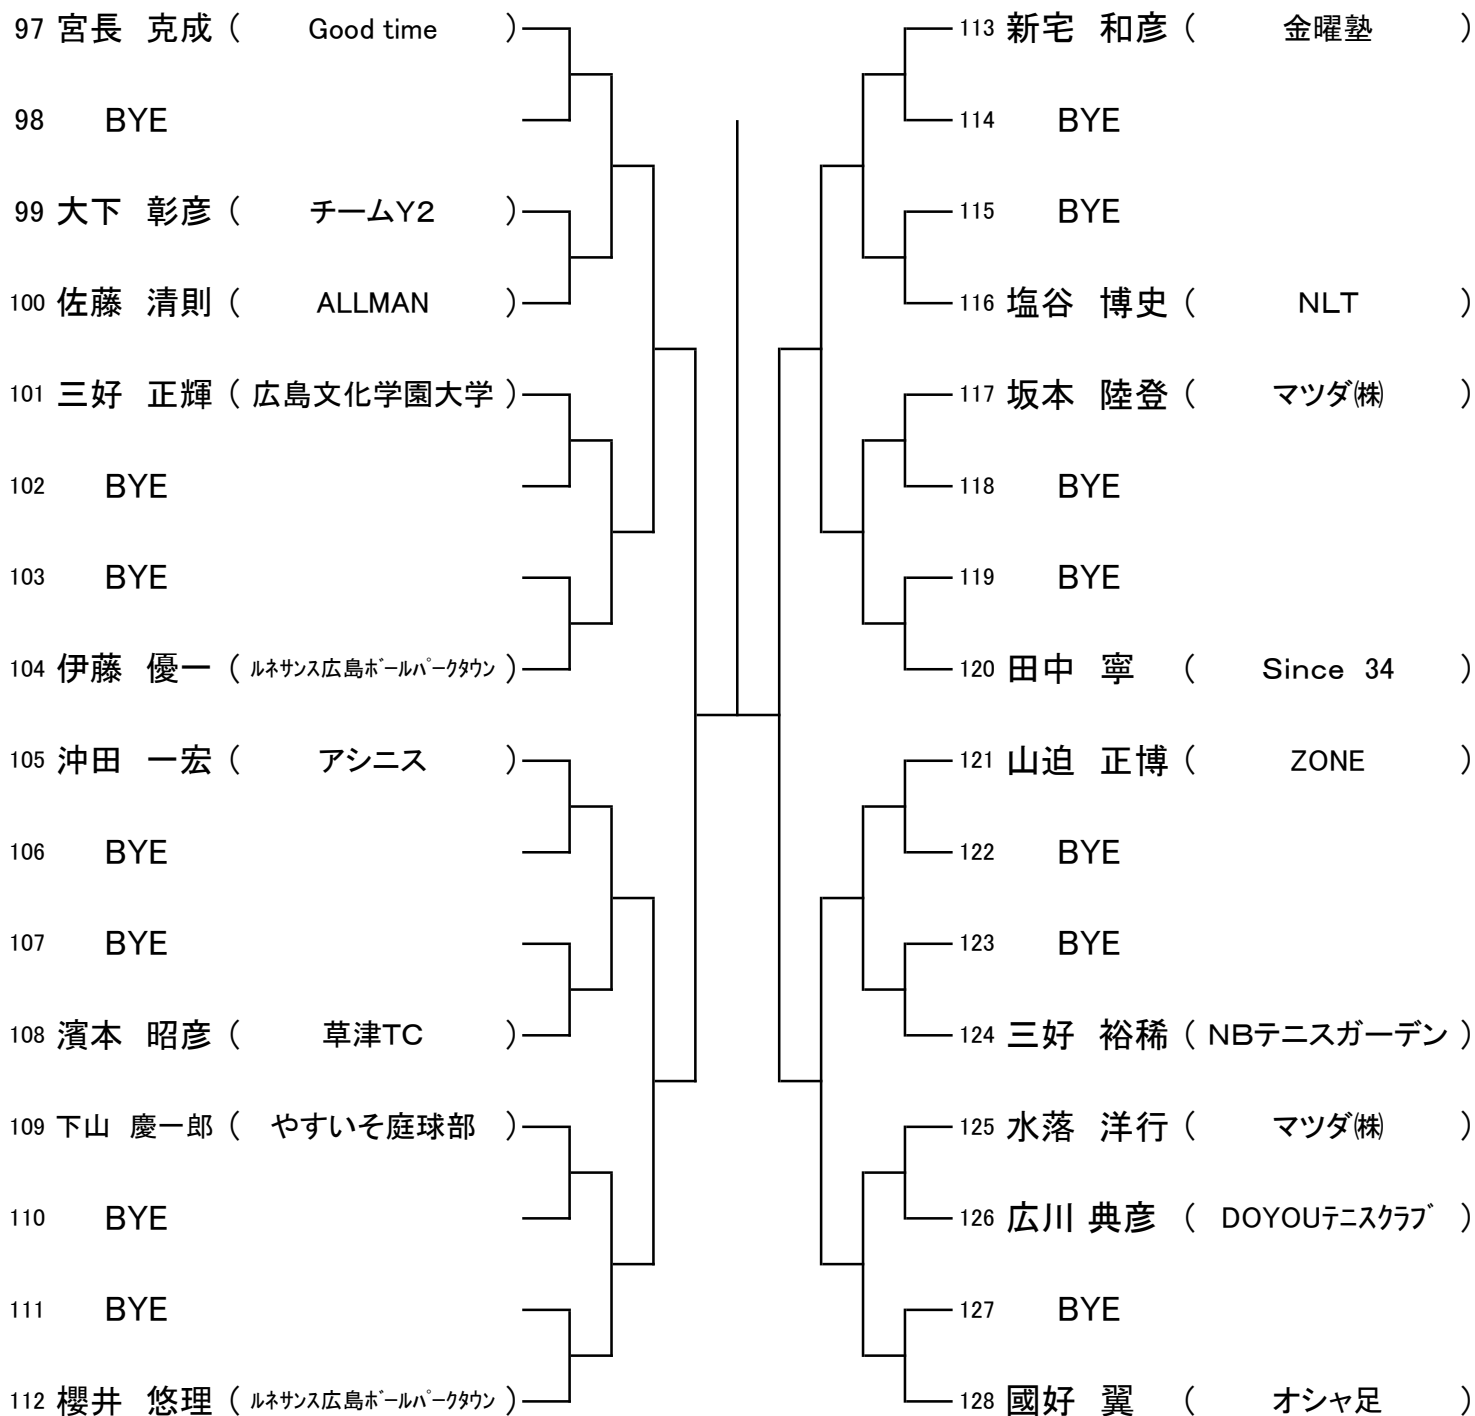 97 宮長　克成 （ Good time ）
98 BYE
99 大下　彰彦 （ チームY2 ）
100 佐藤　清則 （ ALLMAN ）
101 三好　正輝 （ 広島文化学園大学 ）
102 BYE
103 BYE
104 伊藤　優一 （ ﾙﾈｻﾝｽ広島ﾎﾞｰﾙﾊﾟｰｸﾀｳﾝ ）
105 沖田　一宏 （ アシニス ）
106 BYE
107 BYE
108 濱本　昭彦 （ 草津TC ）
109 下山　慶一郎 （ やすいそ庭球部 ）
110 BYE
111 BYE
112 櫻井　悠理 （ ﾙﾈｻﾝｽ広島ﾎﾞｰﾙﾊﾟｰｸﾀｳﾝ ）
113 新宅　和彦 （ 金曜塾 ）
114 BYE
115 BYE
116 塩谷　博史 （ NLT ）
117 坂本　陸登 （ マツダ㈱ ）
118 BYE
119 BYE
120 田中　寧 （ Since 34 ）
121 山迫　正博 （ ZONE ）
122 BYE
123 BYE
124 三好　裕稀 （ NBテニスガーデン ）
125 水落　洋行 （ マツダ㈱ ）
126 広川 典彦 （ DOYOUﾃﾆｽｸﾗﾌﾞ ）
127 BYE
128 國好　翼 （ オシャ足 ）